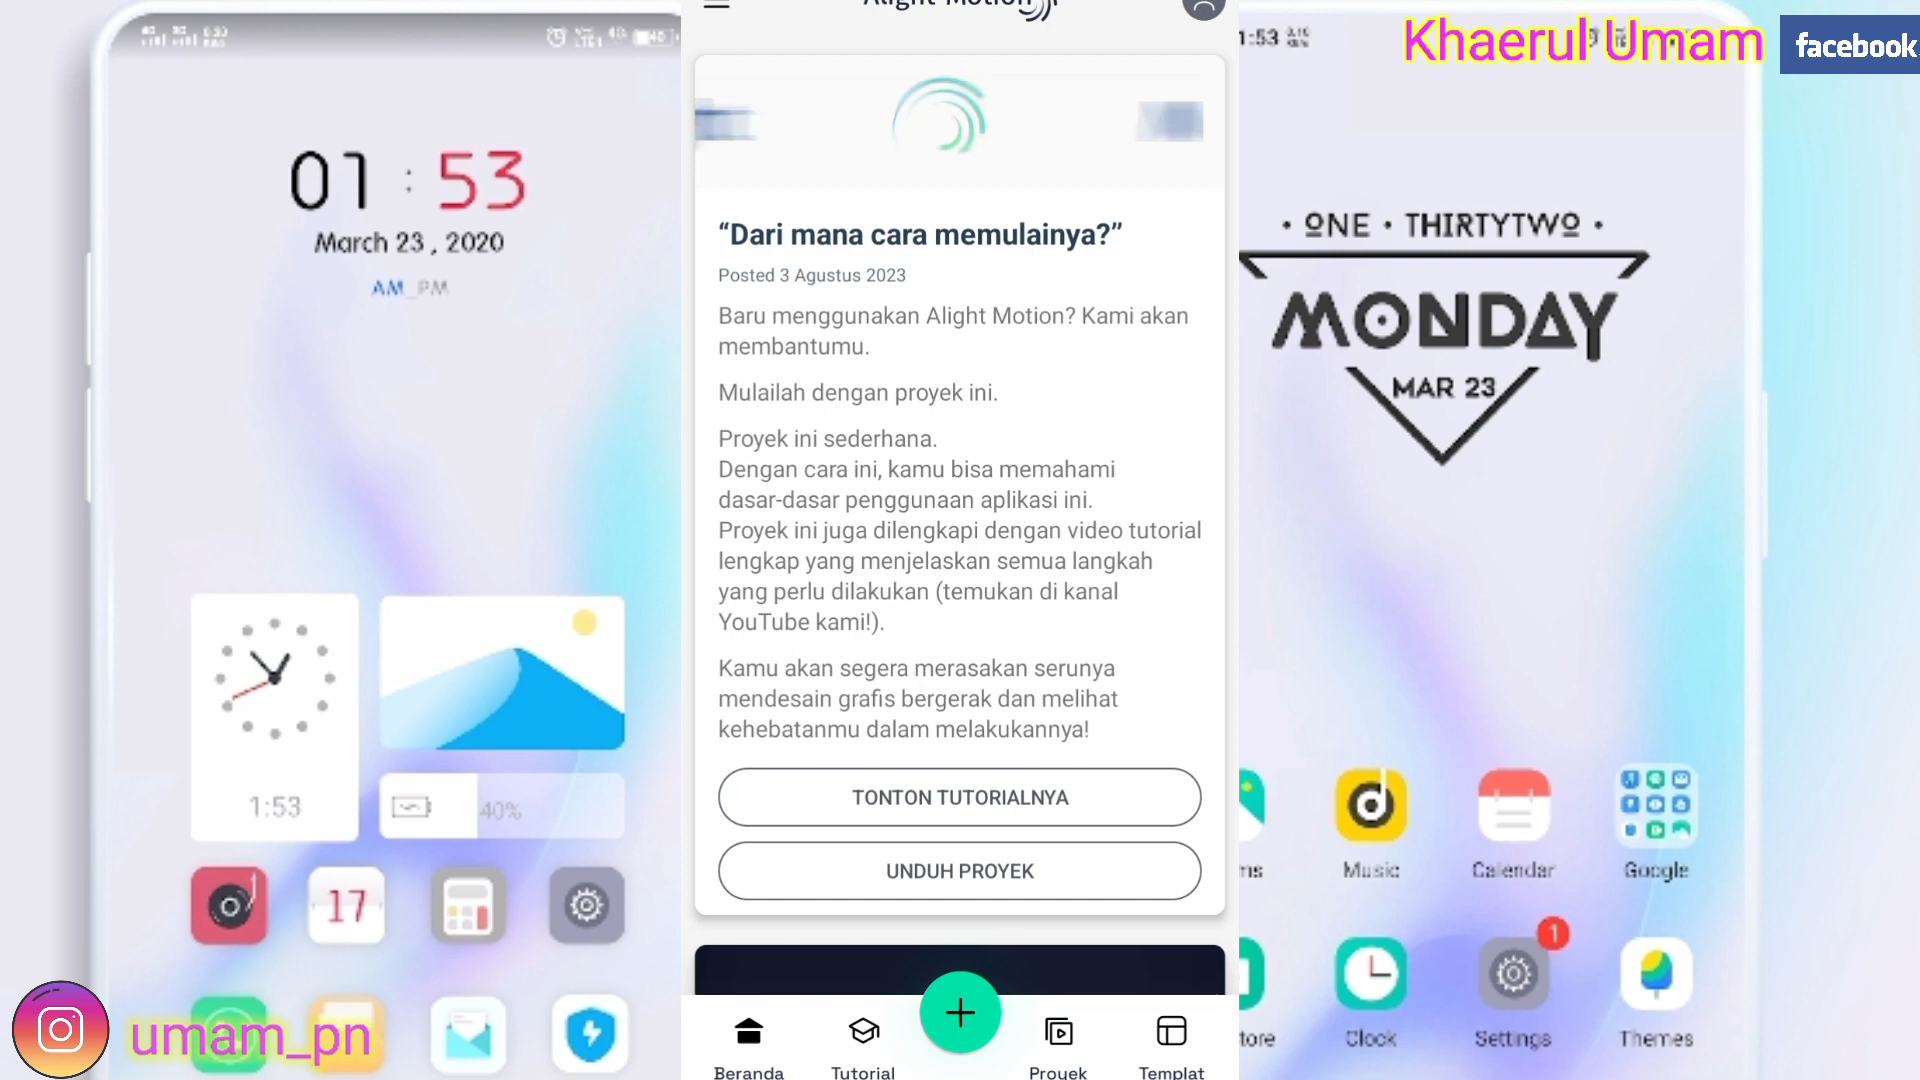 01 : 53
March 23 , 2020
AM_PM
1:53
40%
17
umam_pn
Alight Motion
“Dari mana cara memulainya?”
Posted 3 Agustus 2023
Baru menggunakan Alight Motion? Kami akan
membantumu.
Mulailah dengan proyek ini.
Proyek ini sederhana.
Dengan cara ini, kamu bisa memahami
dasar-dasar penggunaan aplikasi ini.
Proyek ini juga dilengkapi dengan video tutorial
lengkap yang menjelaskan semua langkah
yang perlu dilakukan (temukan di kanal
YouTube kami!).
Kamu akan segera merasakan serunya
mendesain grafis bergerak dan melihat
kehebatanmu dalam melakukannya!
TONTON TUTORIALNYA
UNDUH PROYEK
Beranda Tutorial Proyek Templat
1:53
Khaerul Umam facebook
• ONE • THIRTYTWO •
MONDAY
MAR 23
Music Calendar Google
1
Clock Settings Themes